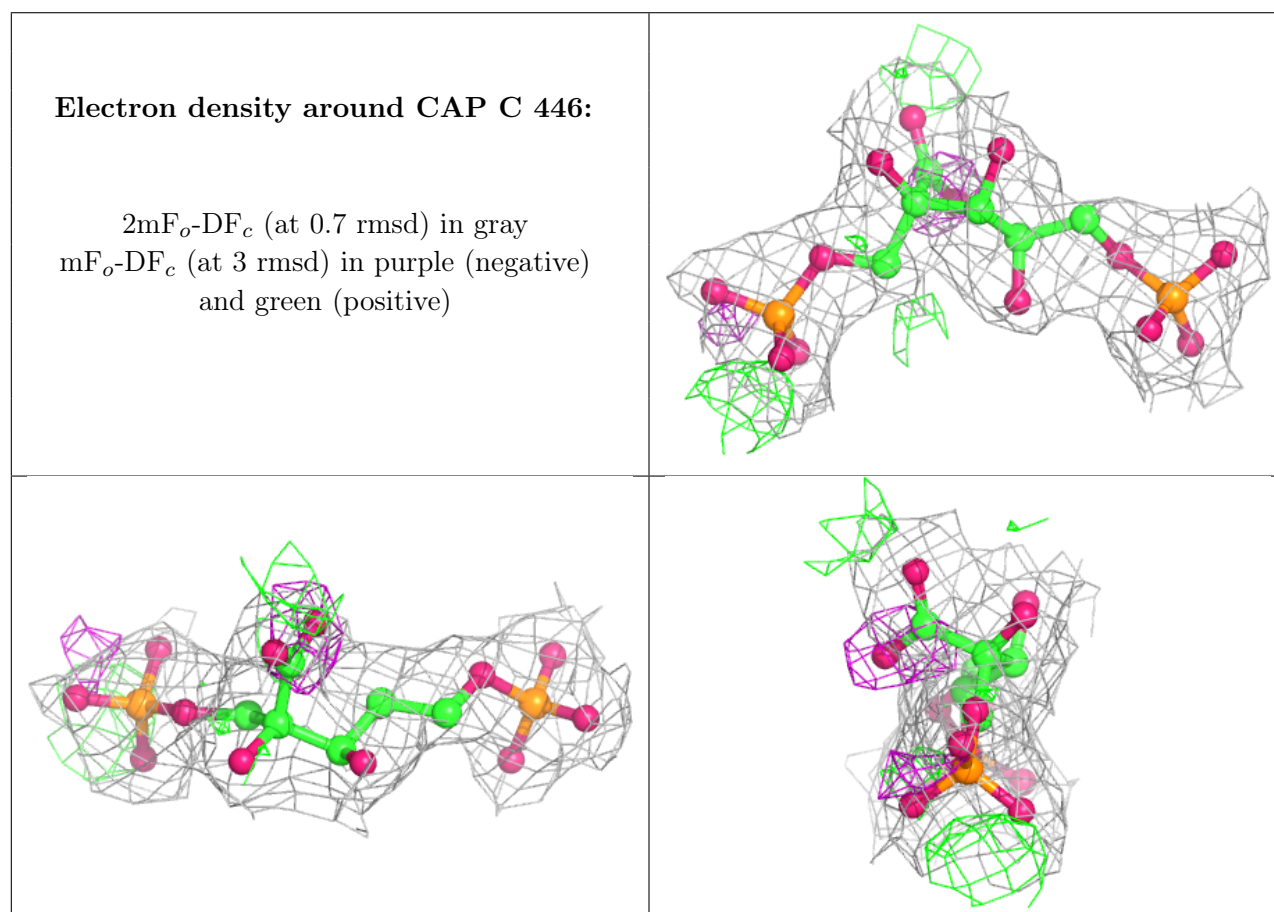 Electron density around CAP C 446:
2mFo-DFc (at 0.7 rmsd) in gray
mFo-DFc (at 3 rmsd) in purple (negative)
and green (positive)